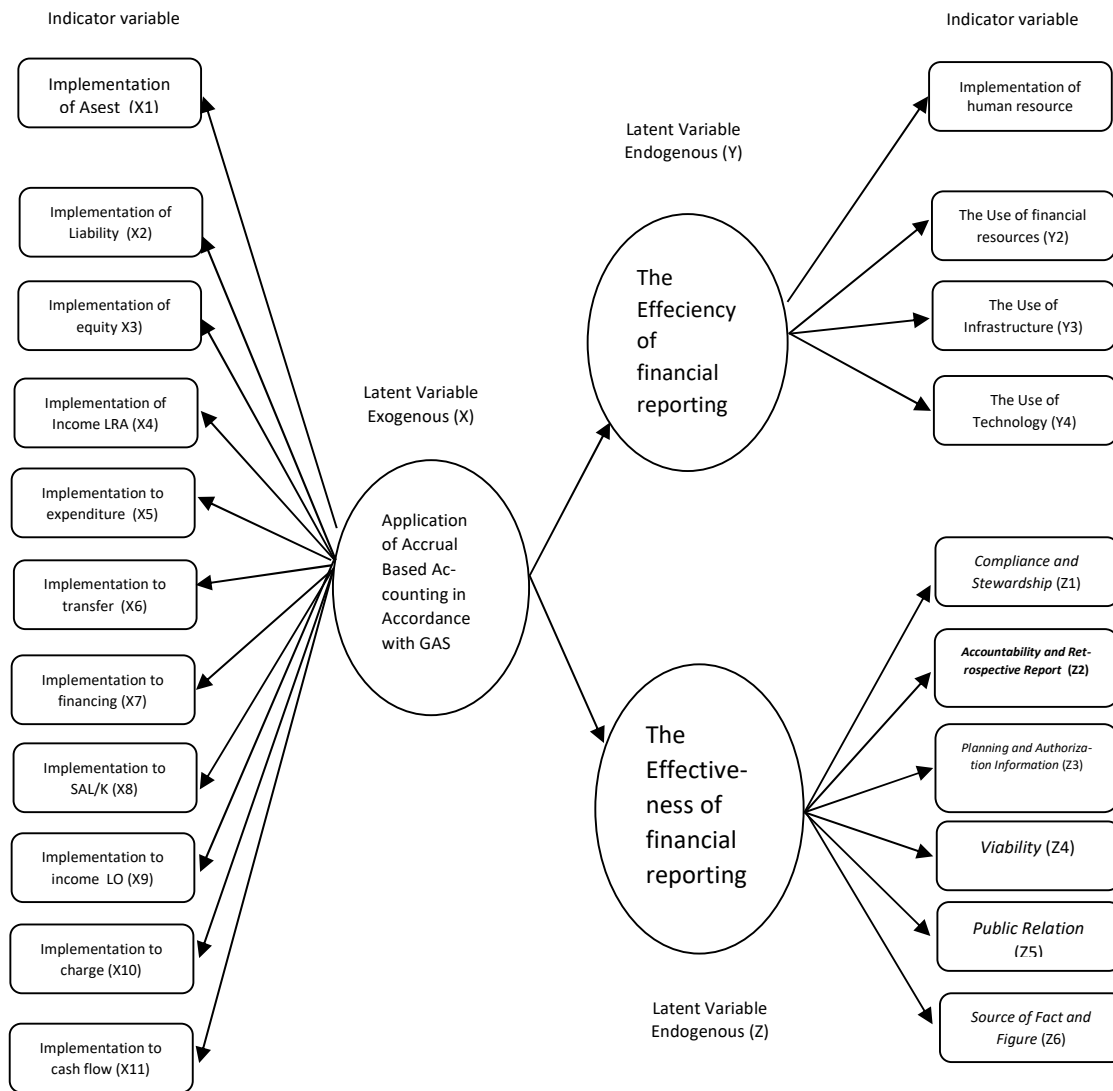 Indicator variable
Implementation
of Asest (X1)
Implementation of
Liability (X2)
Implementation of
equity X3)
Implementation of
Income LRA (X4)
Implementation to
expenditure (X5)
Implementation to
transfer (X6)
Implementation to
financing (X7)
Implementation to
SAL/K (X8)
Implementation to
income LO (X9)
Implementation to
charge (X10)
Implementation to
cash flow (X11)
Latent Variable
Exogenous (X)
Application
of Accrual
Based Ac-
counting in
Accordance
with GAS
Latent Variable
Endogenous (Y)
The
Effeciency
of
financial
reporting
The
Effective-
ness of
financial
reporting
Latent Variable
Endogenous (Z)
Indicator variable
Implementation of
human resource
The Use of financial
resources (Y2)
The Use of
Infrastructure (Y3)
The Use of
Technology (Y4)
Compliance and
Stewardship (Z1)
Accountability and Ret-
rospective Report (Z2)
Planning and Authoriza-
tion Information (Z3)
Viability (Z4)
Public Relation
(Z5)
Source of Fact and
Figure (Z6)